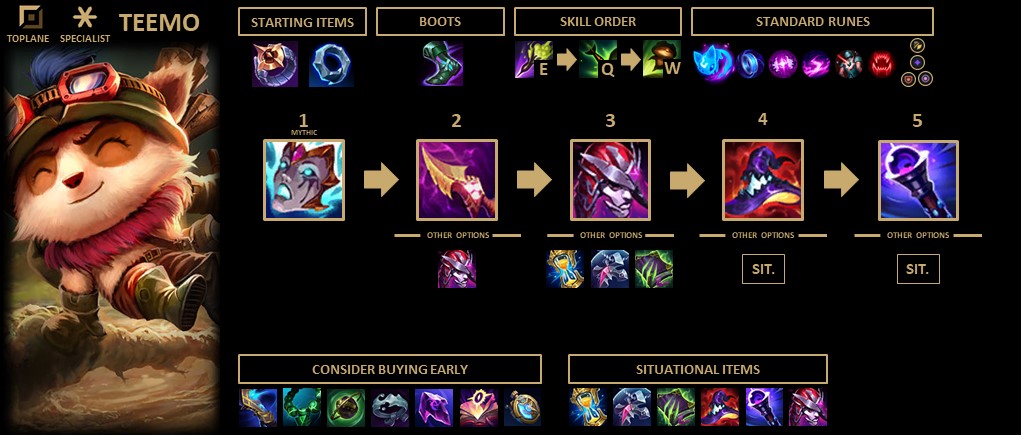 TOPLANE
SPECIALIST
TEEMO
STARTING ITEMS
BOOTS
SKILL ORDER
STANDARD RUNES
E
Q
W
1
MYTHIC
2
3
4
5
OTHER OPTIONS
OTHER OPTIONS
OTHER OPTIONS
OTHER OPTIONS
SIT.
SIT.
CONSIDER BUYING EARLY
SITUATIONAL ITEMS